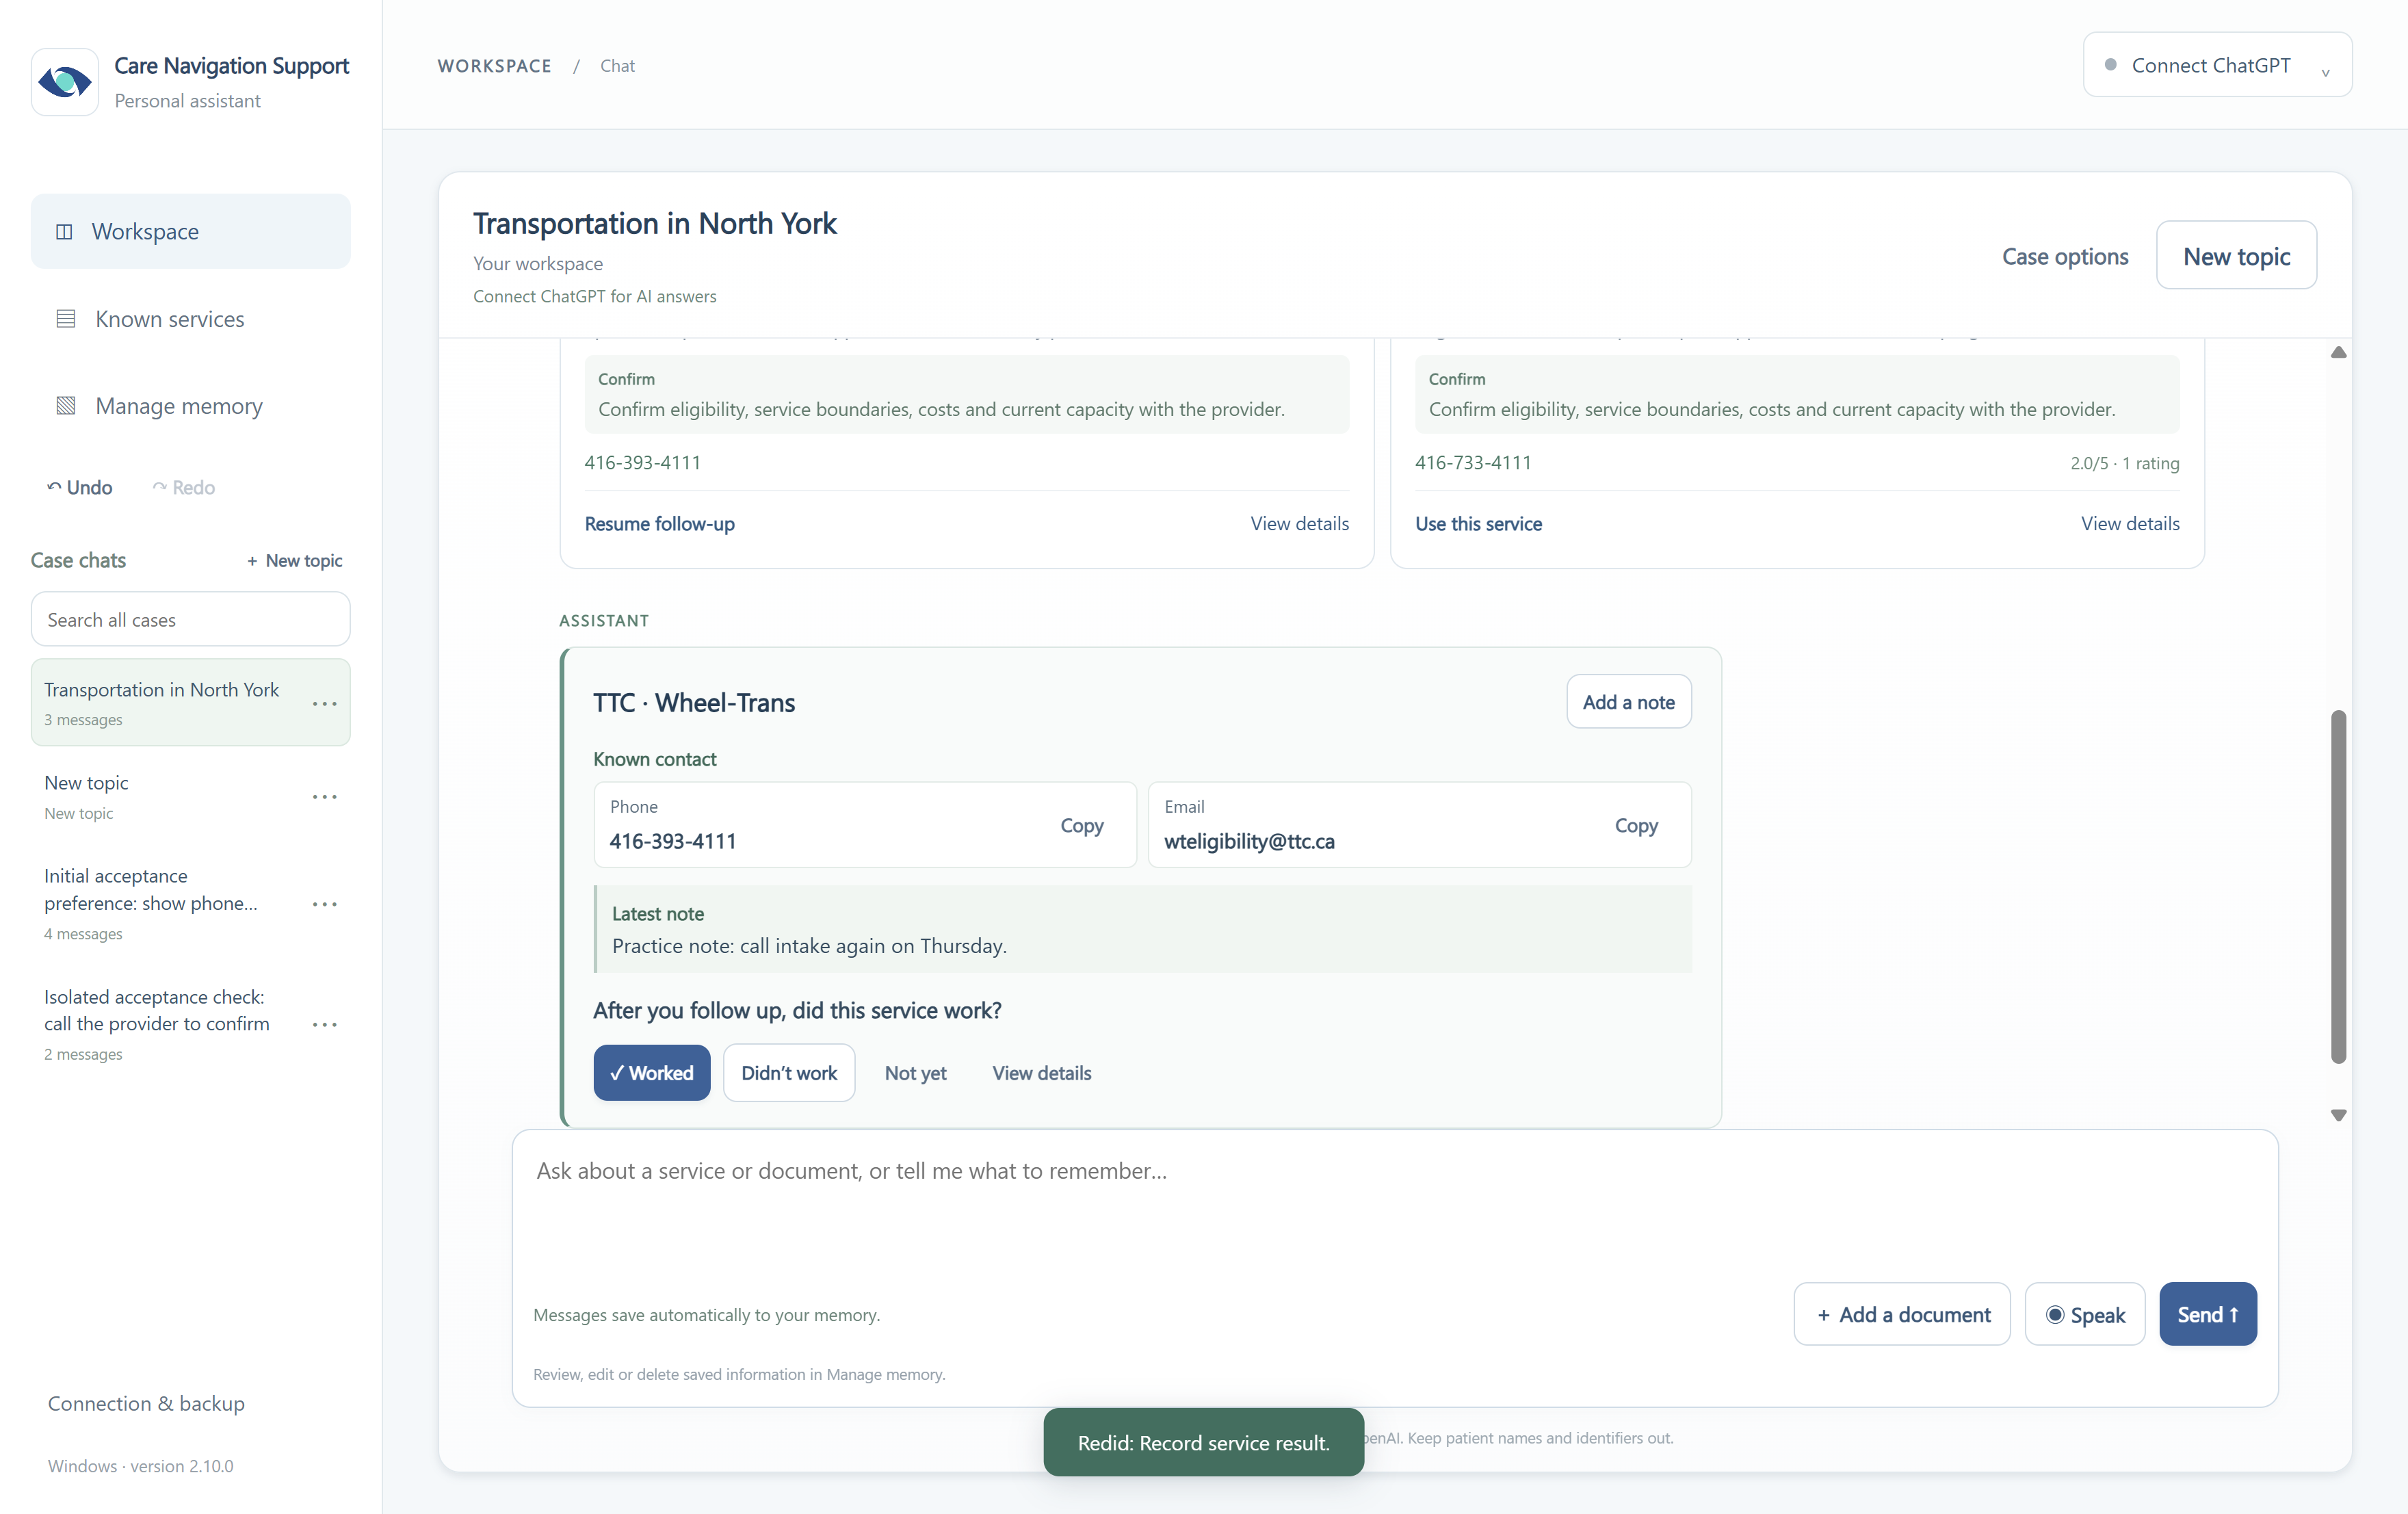 Care Navigation Support
Personal assistant
Workspace
Known services
Manage memory
↶ Undo
↷ Redo
Case chats
+ New topic
Search all cases
Transportation in North York
3 messages
New topic
New topic
Initial acceptance
preference: show phone...
4 messages
Isolated acceptance check:
call the provider to confirm
2 messages
Connection & backup
Windows · version 2.10.0
WORKSPACE / Chat
Connect ChatGPT
Transportation in North York
Your workspace
Connect ChatGPT for AI answers
Case options
New topic
Confirm
Confirm eligibility, service boundaries, costs and current capacity with the provider.
416-393-4111
Resume follow-up
View details
Confirm
Confirm eligibility, service boundaries, costs and current capacity with the provider.
416-733-4111
2.0/5 · 1 rating
Use this service
View details
ASSISTANT
TTC · Wheel-Trans
Add a note
Known contact
Phone
416-393-4111
Copy
Email
wteligibility@ttc.ca
Copy
Latest note
Practice note: call intake again on Thursday.
After you follow up, did this service work?
✓ Worked
Didn’t work
Not yet
View details
Ask about a service or document, or tell me what to remember...
Messages save automatically to your memory.
Review, edit or delete saved information in Manage memory.
+ Add a document
Speak
Send ↑
Redid: Record service result.
Keep patient names and identifiers out.